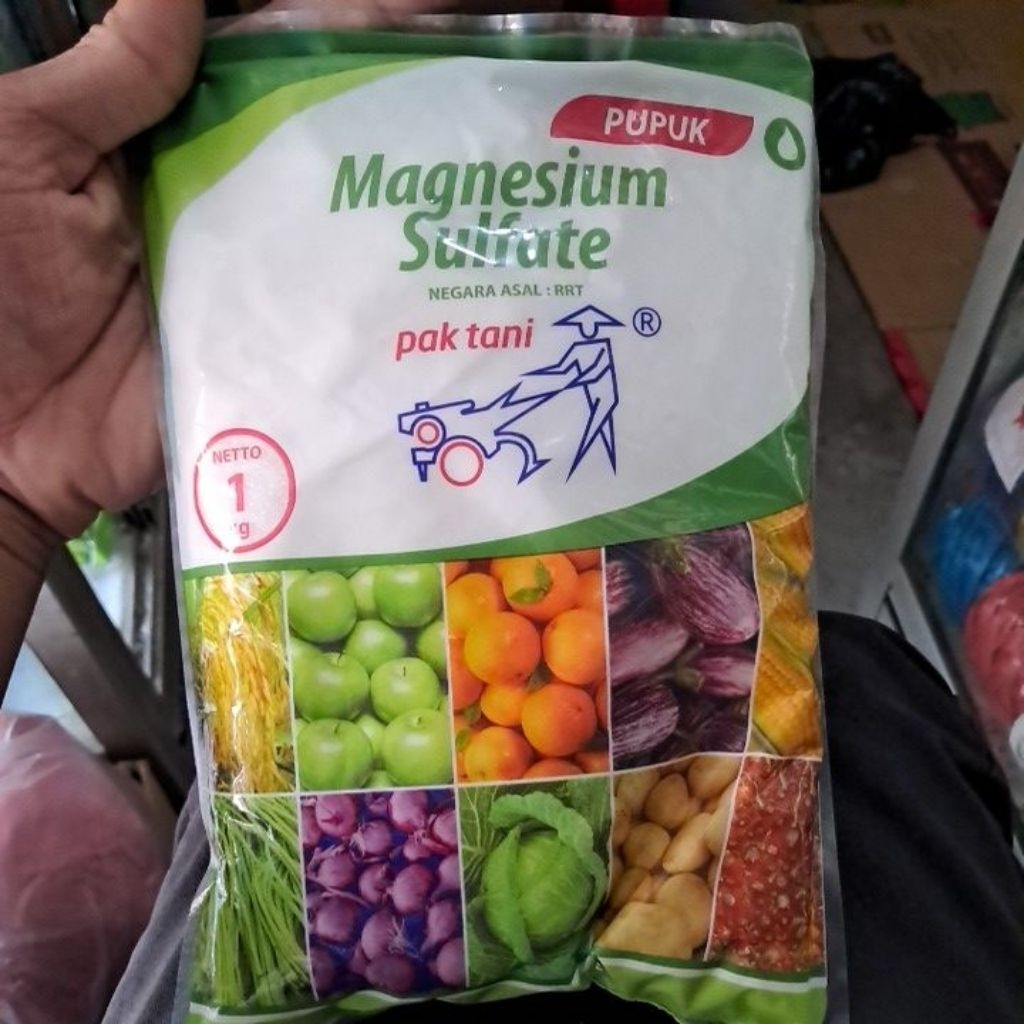 PUPUK
Magnesium
Sulfate
NEGARA ASAL : RRT
pak tani ®
NETTO
1